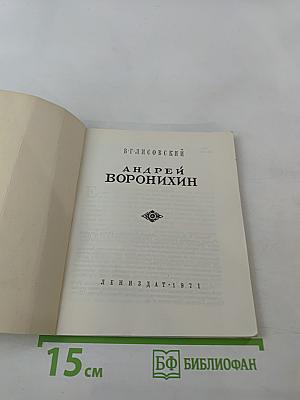 В·Г·ЛИСОВСКИЙ
АНДРЕЙ
ВОРОНИХИН
ЛЕНИЗДАТ·1971
15 см
БФ БИБЛИОФАН